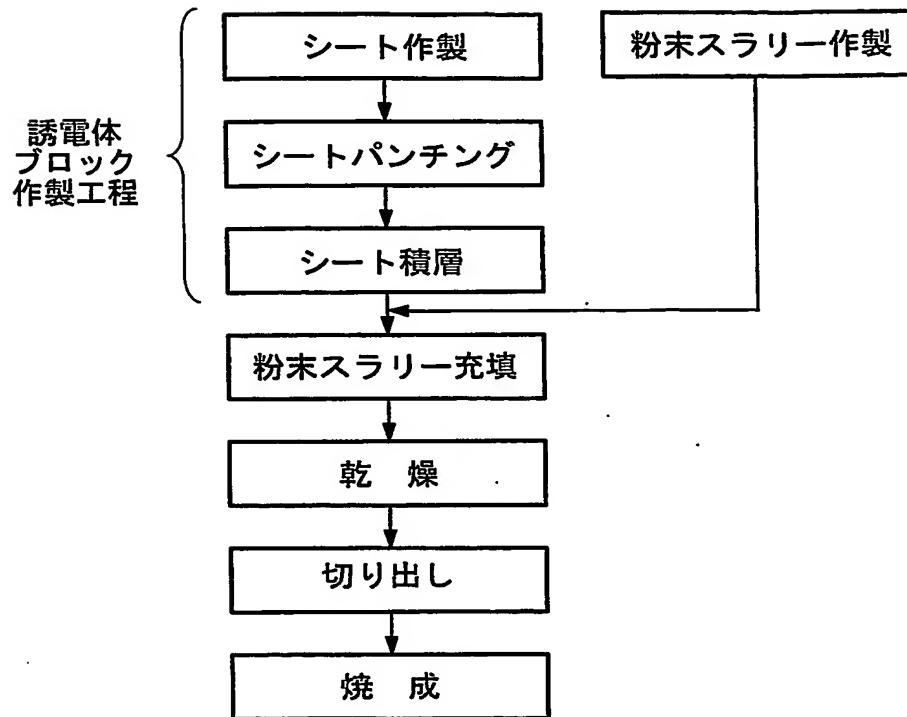 シート作製
粉末スラリー作製
誘電体
ブロック
作製工程
シートパンチング
シート積層
粉末スラリー充填
乾 燥
切り出し
焼 成